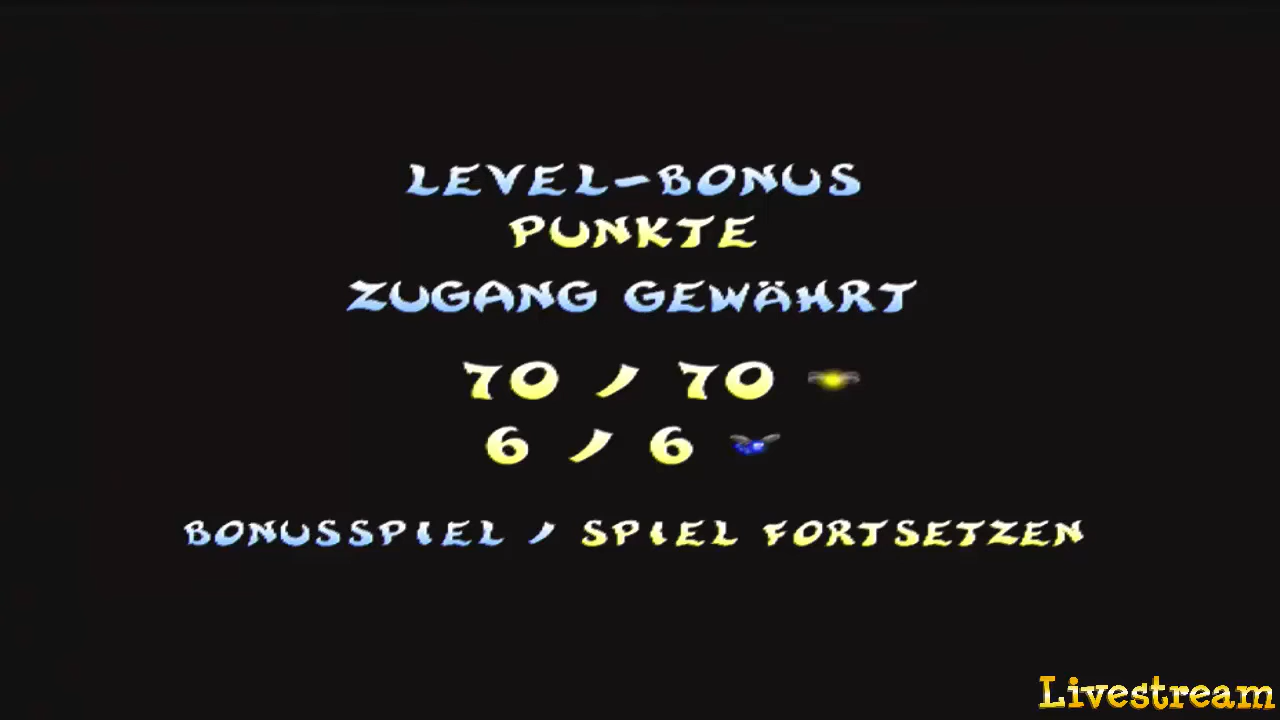 LEVEL-BONUS
PUNKTE
ZUGANG GEWÄHRT
70 / 70
6 / 6
BONUSSPIEL / SPIEL FORTSETZEN
Livestream